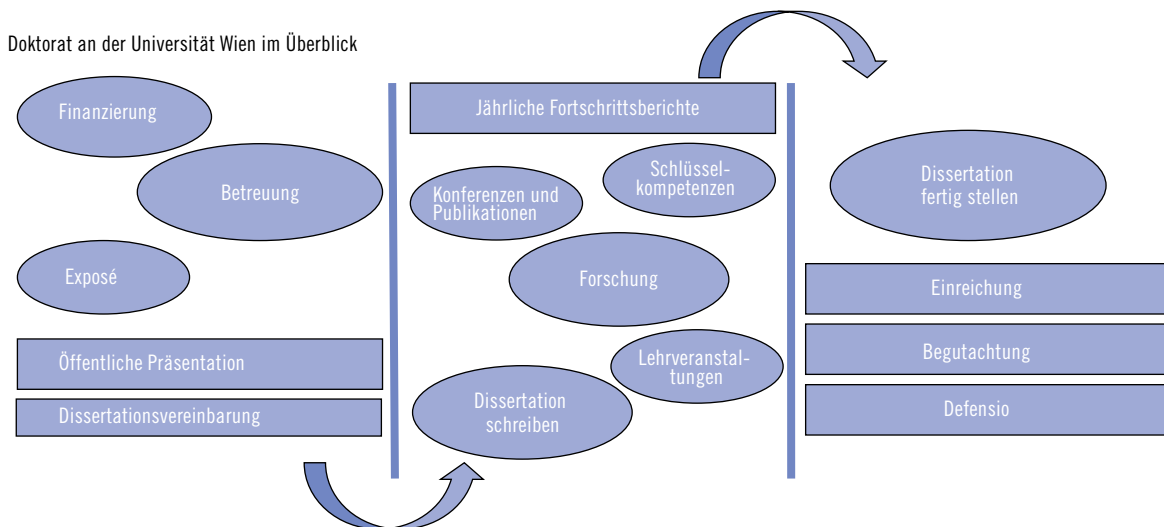 Doktorat an der Universität Wien im Überblick
Finanzierung
Betreuung
Exposé
Öffentliche Präsentation
Dissertationsvereinbarung
Jährliche Fortschrittsberichte
Schlüssel-
kompetenzen
Konferenzen und
Publikationen
Forschung
Lehrveranstal-
tungen
Dissertation
schreiben
Dissertation
fertig stellen
Einreichung
Begutachtung
Defensio